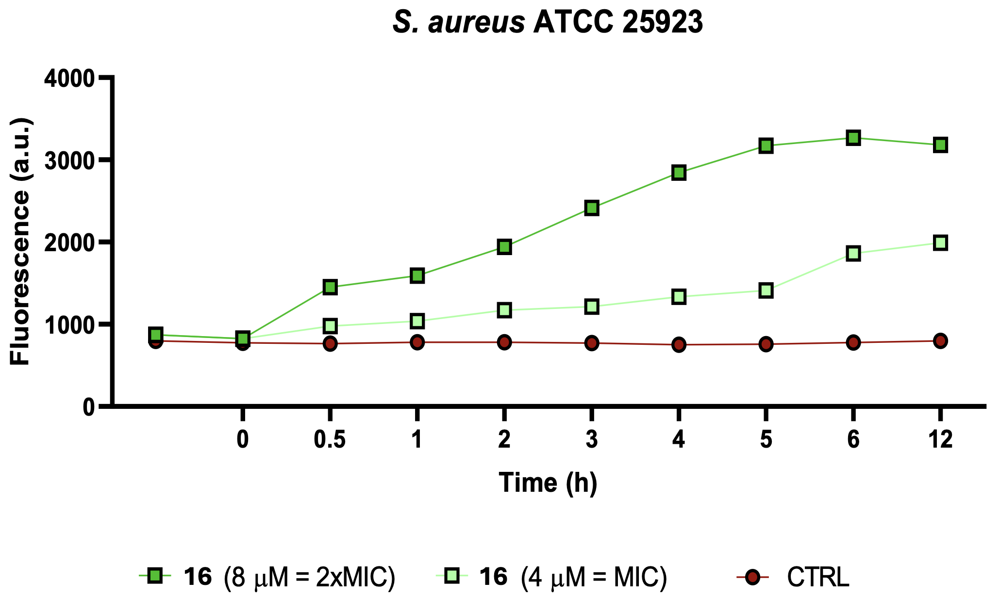 S. aureus ATCC 25923
Fluorescence (a.u.)
4000
3000
2000
1000
0
0 0.5 1 2 3 4 5 6 12
Time (h)
16 (8 μM = 2xMIC) 16 (4 μM = MIC) CTRL